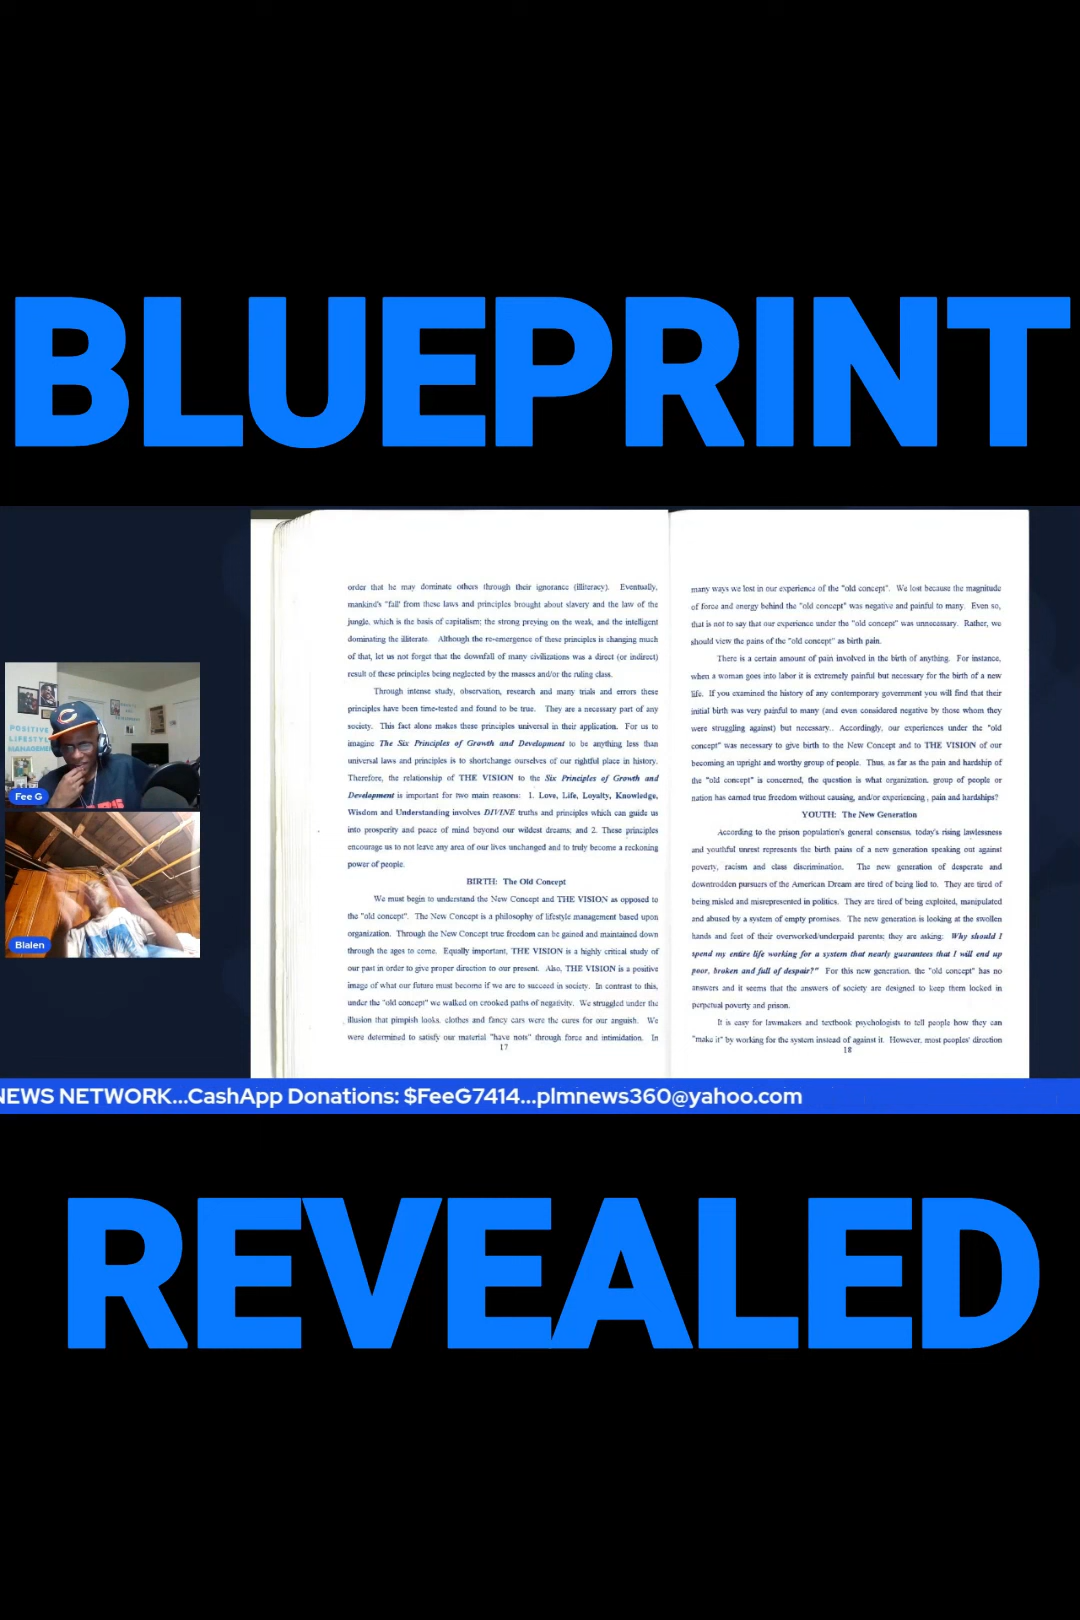 BLUEPRINT
order that he may dominate others through their ignorance (illiteracy). Eventually,
mankind's "fall' from these laws and principles brought about slavery and the law of the
jungle, which is the basis of capitalism; the strong preying on the weak, and the intelligent
dominating the illiterate. Although the re-emergence of these principles is changing much
of that, let us not forget that the downfall of many civilizations was a direct (or indirect)
result of these principles being neglected by the masses and/or the ruling class.
Through intense study, observation, research and many trials and errors these
principles have been time-tested and found to be true. They are a necessary part of any
society. This fact alone makes these principles universal in their application. For us to
imagine The Six Principles of Growth and Development to be anything less than
universal laws and principles is to shortchange ourselves of our rightful place in history.
Therefore, the relationship of THE VISION to the Six Principles of Growth and
Development is important for two main reasons: 1. Love, Life, Loyalty, Knowledge,
Wisdom and Understanding involves DIVINE truths and principles which can guide us
into prosperity and peace of mind beyond our wildest dreams; and 2. These principles
encourage us to not leave any area of our lives unchanged and to truly become a reckoning
power of people.
BIRTH: The Old Concept
We must begin to understand the New Concept and THE VISION as opposed to
the "old concept". The New Concept is a philosophy of lifestyle management based upon
organization. Through the New Concept true freedom can be gained and maintained down
through the ages to come. Equally important, THE VISION is a highly critical study of
our past in order to give proper direction to our present. Also, THE VISION is a positive
image of what our future must become if we are to succeed in society. In contrast to this,
under the "old concept" we walked on crooked paths of negativity. We struggled under the
illusion that pimpish looks, clothes and fancy cars were the cures for our anguish. We
were determined to satisfy our material "have nots" through force and intimidation. In
17
many ways we lost in our experience of the "old concept". We lost because the magnitude
of force and energy behind the "old concept" was negative and painful to many. Even so,
that is not to say that our experience under the "old concept" was unnecessary. Rather, we
should view the pains of the "old concept" as birth pain.
There is a certain amount of pain involved in the birth of anything. For instance,
when a woman goes into labor it is extremely painful but necessary for the birth of a new
life. If you examined the history of any contemporary government you will find that their
initial birth was very painful to many (and even considered negative by those whom they
were struggling against) but necessary.. Accordingly, our experiences under the "old
concept" was necessary to give birth to the New Concept and to THE VISION of our
becoming an upright and worthy group of people. Thus, as far as the pain and hardship of
the "old concept" is concerned, the question is what organization, group of people or
nation has earned true freedom without causing, and/or experiencing , pain and hardships?
YOUTH: The New Generation
According to the prison population's general consensus, today's rising lawlessness
and youthful unrest represents the birth pains of a new generation speaking out against
poverty, racism and class discrimination. The new generation of desperate and
downtrodden pursuers of the American Dream are tired of being lied to. They are tired of
being misled and misrepresented in politics. They are tired of being exploited, manipulated
and abused by a system of empty promises. The new generation is looking at the swollen
hands and feet of their overworked/underpaid parents; they are asking: Why should I
spend my entire life working for a system that nearly guarantees that I will end up
poor, broken and full of despair?" For this new generation, the "old concept" has no
answers and it seems that the answers of society are designed to keep them locked in
perpetual poverty and prison.
It is easy for lawmakers and textbook psychologists to tell people how they can
"make it" by working for the system instead of against it. However, most peoples' direction
18
POSITIVE
LIFESTYLE
MANAGEMENT
Fee G
Blalen
NEWS NETWORK...CashApp Donations: $FeeG7414...plmnews360@yahoo.com
REVEALED